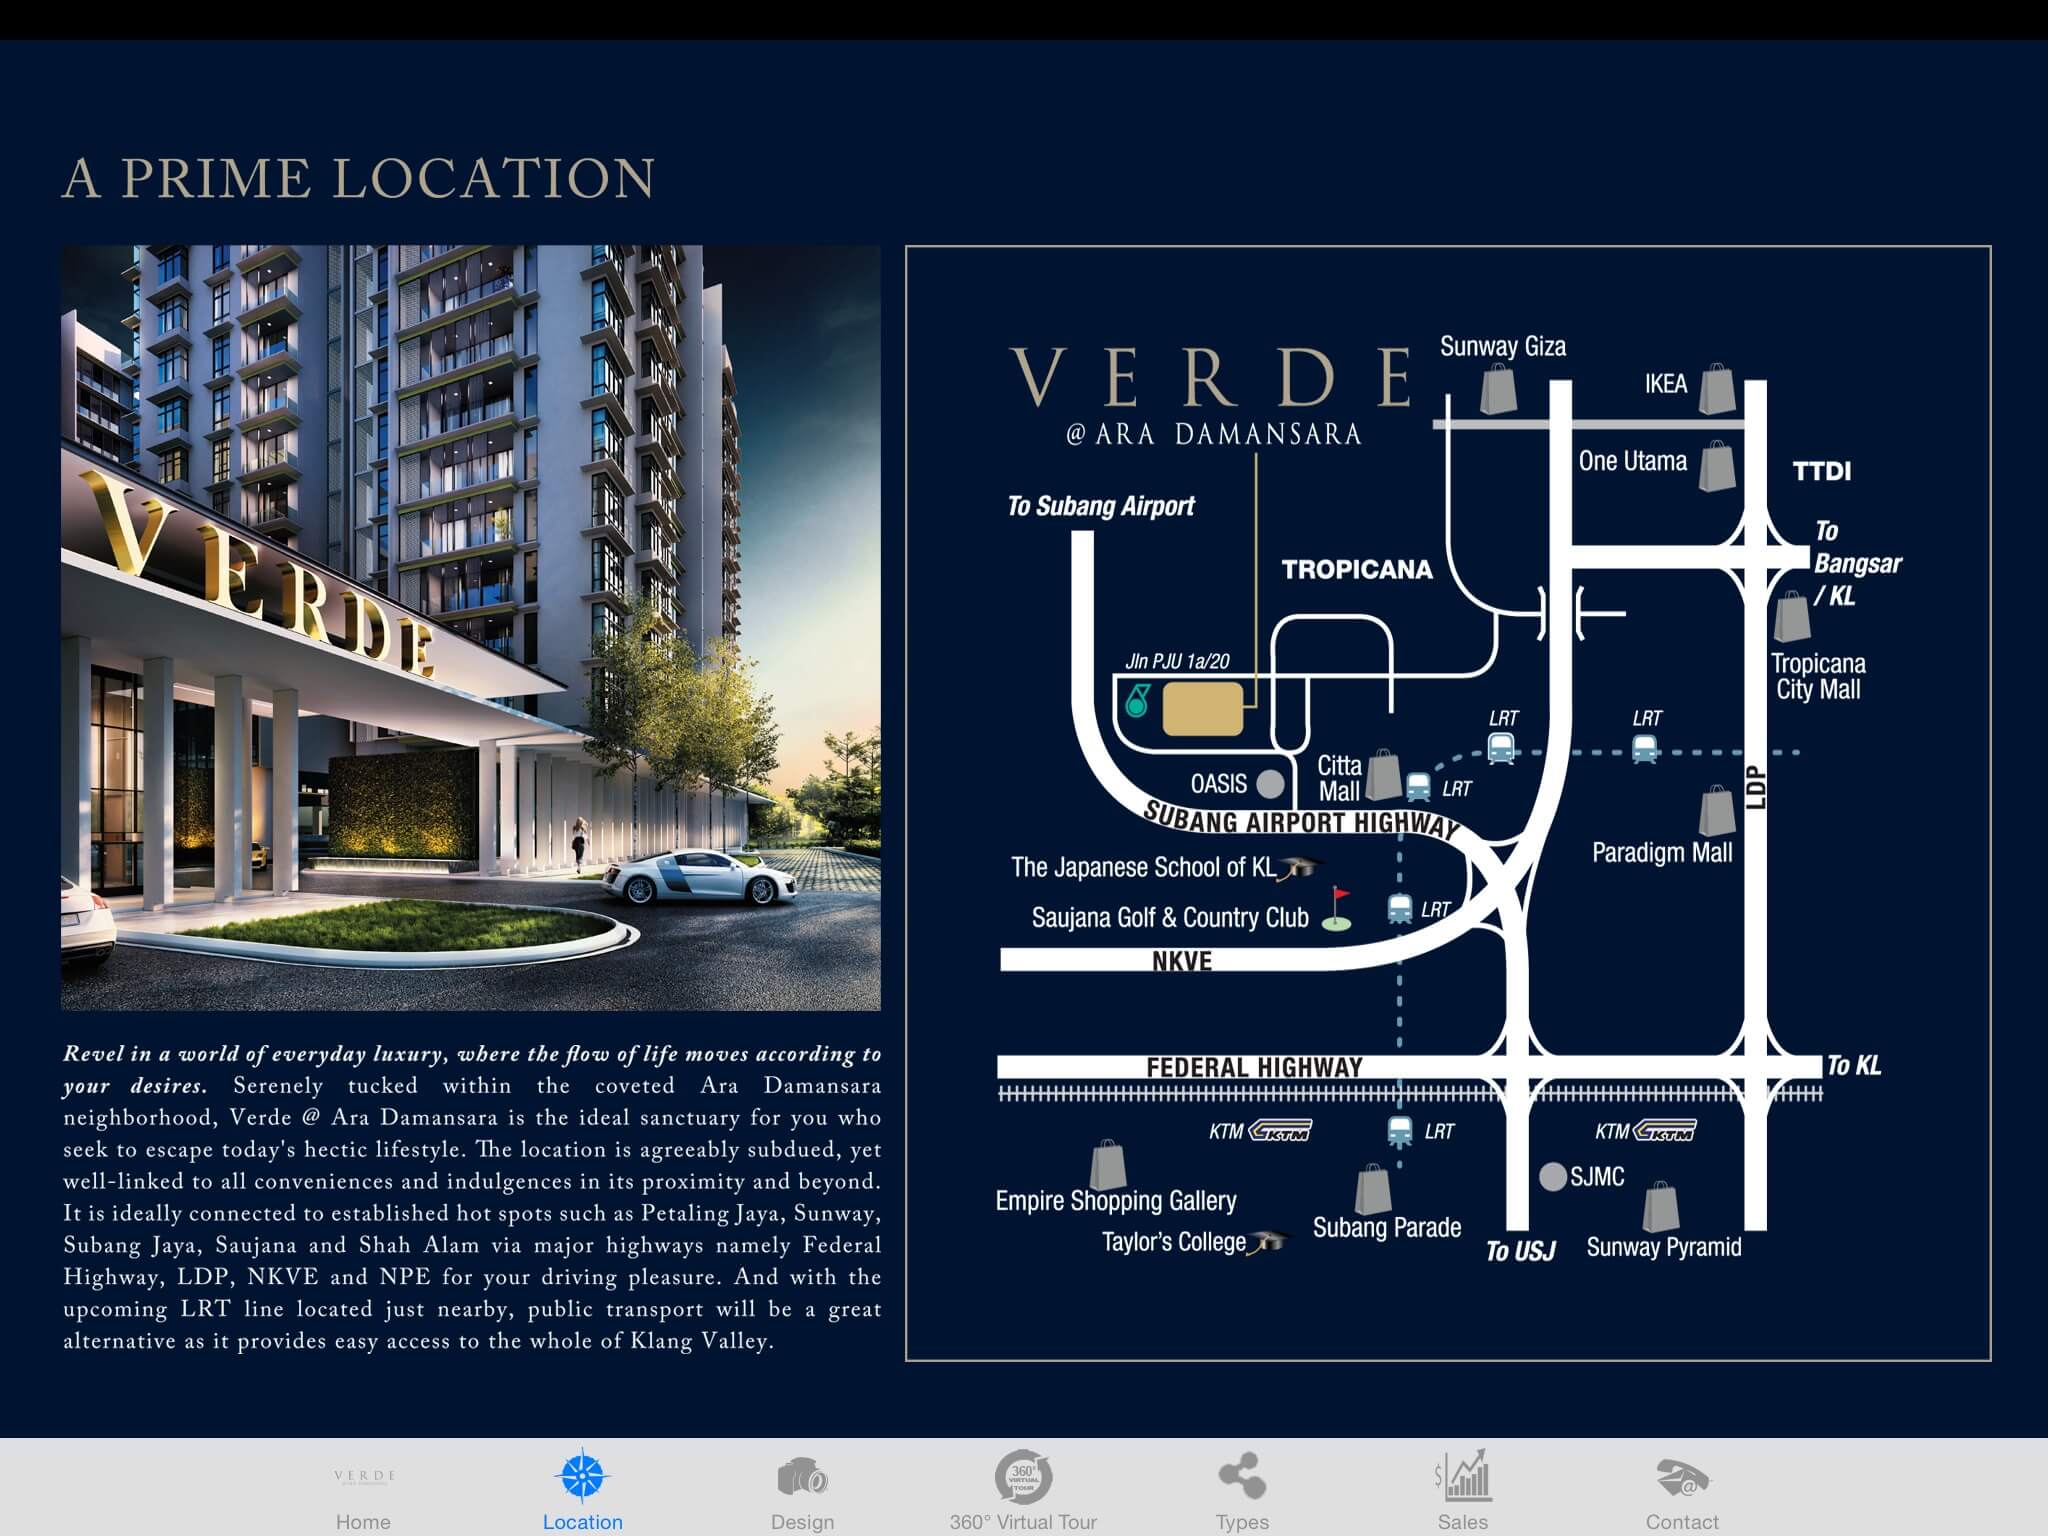 A PRIME LOCATION
VERDE
Revel in a world of everyday luxury, where the flow of life moves according to
your desires. Serenely tucked within the coveted Ara Damansara
neighborhood, Verde @ Ara Damansara is the ideal sanctuary for you who
seek to escape today's hectic lifestyle. The location is agreeably subdued, yet
well-linked to all conveniences and indulgences in its proximity and beyond.
It is ideally connected to established hot spots such as Petaling Jaya, Sunway,
Subang Jaya, Saujana and Shah Alam via major highways namely Federal
Highway, LDP, NKVE and NPE for your driving pleasure. And with the
upcoming LRT line located just nearby, public transport will be a great
alternative as it provides easy access to the whole of Klang Valley.
VERDE
@ ARA DAMANSARA
Sunway Giza
IKEA
One Utama
TTDI
To Subang Airport
To
Bangsar
/ KL
TROPICANA
Jln PJU 1a/20
Tropicana
City Mall
LRT
LRT
OASIS
Citta
Mall
LRT
LDP
SUBANG AIRPORT HIGHWAY
Paradigm Mall
The Japanese School of KL
Saujana Golf & Country Club
LRT
NKVE
FEDERAL HIGHWAY
To KL
KTM KTM
LRT
KTM KTM
SJMC
Empire Shopping Gallery
Subang Parade
Taylor's College
To USJ
Sunway Pyramid
VERDE
360°
VIRTUAL
TOUR
$
@
Home
Location
Design
360° Virtual Tour
Types
Sales
Contact